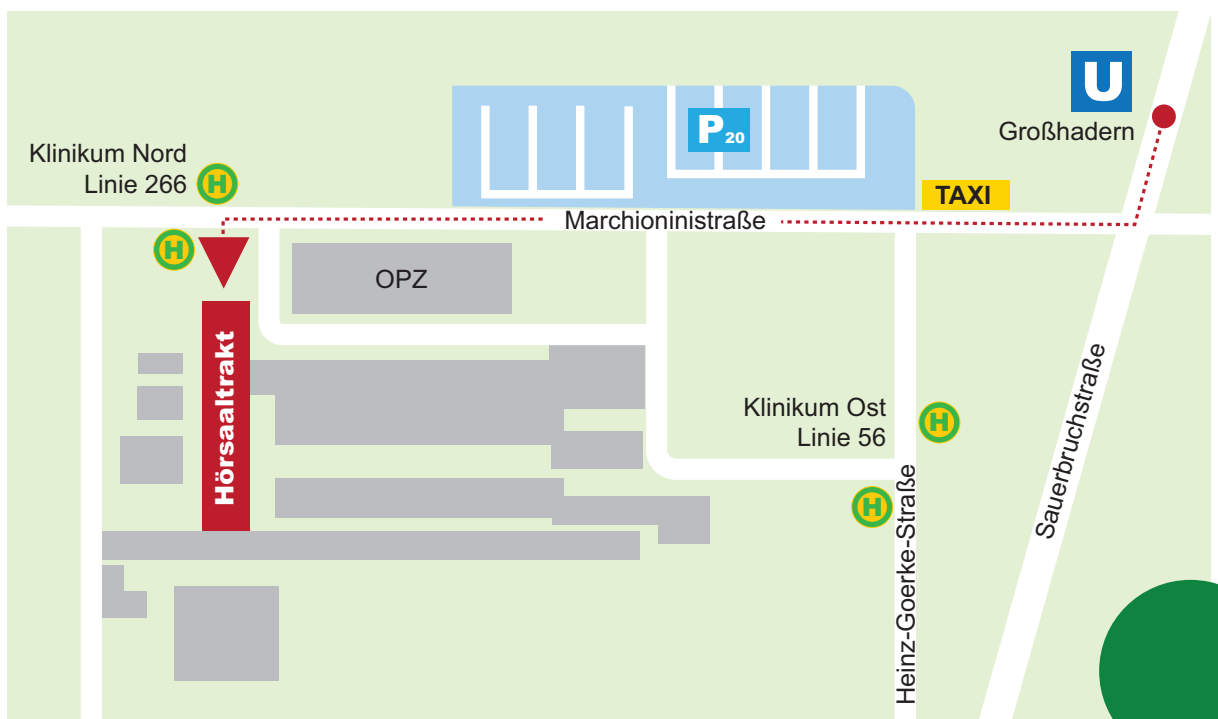 U
Großhadern
P20
Klinikum Nord
Linie 266
H
TAXI
Marchioninistraße
H
OPZ
Hörsaaltrakt
Klinikum Ost
Linie 56
H
H
Heinz-Goerke-Straße
Sauerbruchstraße